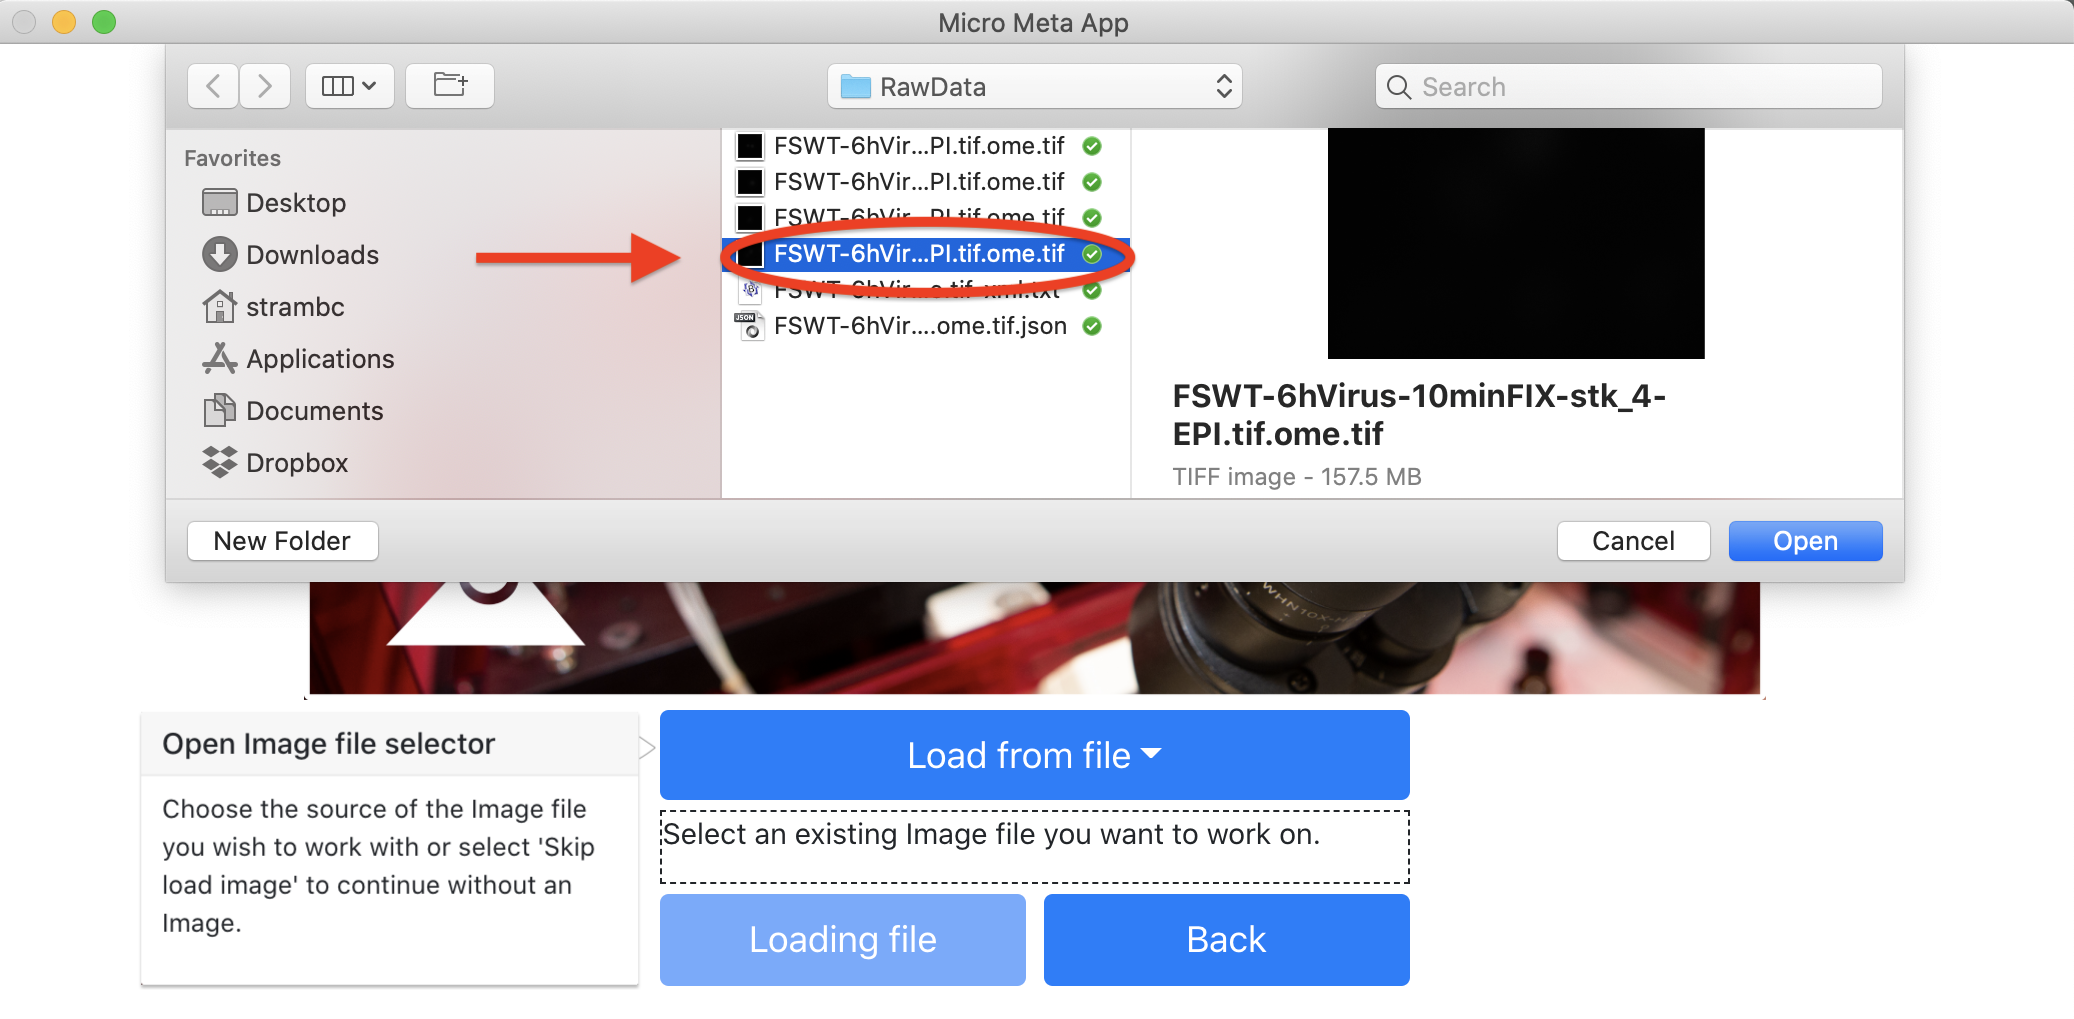 Micro Meta App
RawData
Search
Favorites
Desktop
Downloads
strambc
Applications
Documents
Dropbox
FSWT-6hVir...PI.tif.ome.tif
FSWT-6hVir...PI.tif.ome.tif
FSWT-6hVir...PI.tif.ome.tif
FSWT-6hVir...PI.tif.ome.tif
FSWT-6hVir...e.tif-xml.txt
JSON
FSWT-6hVir....ome.tif.json
FSWT-6hVirus-10minFIX-stk_4-
EPI.tif.ome.tif
TIFF image - 157.5 MB
New Folder
Cancel
Open
Open Image file selector
Choose the source of the Image file
you wish to work with or select 'Skip
load image' to continue without an
Image.
Load from file
Select an existing Image file you want to work on.
Loading file
Back